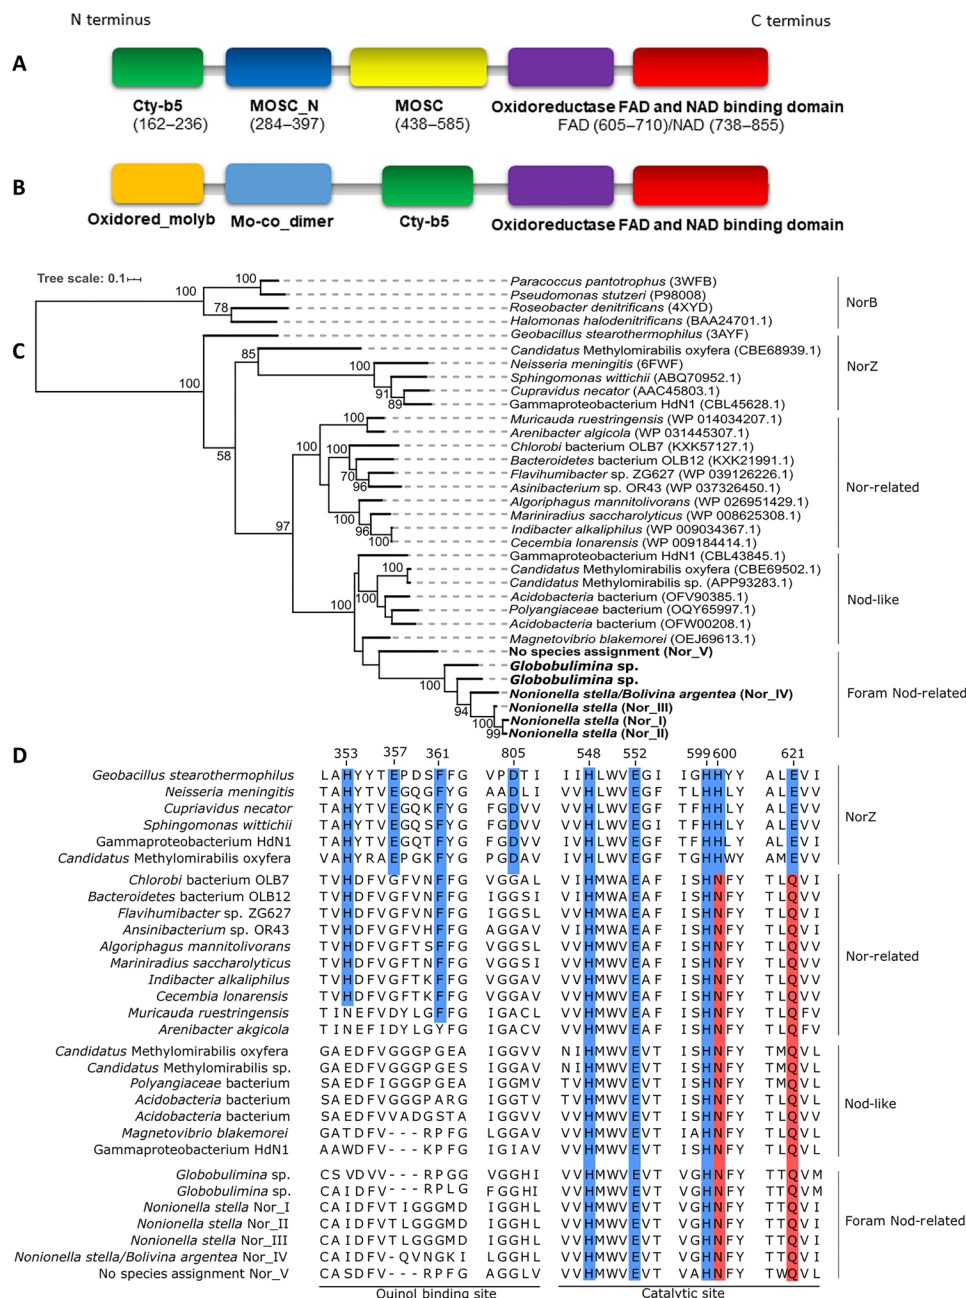 N terminus
C terminus
A
Cty-b5
(162–236)
MOSC_N
(284–397)
MOSC
(438–585)
Oxidoreductase FAD and NAD binding domain
FAD (605–710)/NAD (738–855)
B
Oxidored_molyb
Mo-co_dimer
Cty-b5
Oxidoreductase FAD and NAD binding domain
C
Tree scale: 0.1
100
100
78
100
58
85
100
91
89
97
100
100
100
70
96
100
96
100
100
100
100
100
94
100
99
Paracoccus pantotrophus (3WFB)
Pseudomonas stutzeri (P98008)
Roseobacter denitrificans (4XYD)
Halomonas halodenitrificans (BAA24701.1)
NorB
Geobacillus stearothermophilus (3AYF)
Candidatus Methylomirabilis oxyfera (CBE68939.1)
Neisseria meningitis (6FWF)
Sphingomonas wittichii (ABQ70952.1)
Cupravidus necator (AAC45803.1)
Gammaproteobacterium HdN1 (CBL45628.1)
NorZ
Muricauda ruestringensis (WP 014034207.1)
Arenibacter algicola (WP 031445307.1)
Chlorobi bacterium OLB7 (KXK57127.1)
Bacteroidetes bacterium OLB12 (KXK21991.1)
Flavihumibacter sp. ZG627 (WP 039126226.1)
Asinibacterium sp. OR43 (WP 037326450.1)
Algoriphagus mannitolivorans (WP 026951429.1)
Mariniradius saccharolyticus (WP 008625308.1)
Indibacter alkaliphilus (WP 009034367.1)
Cecembia lonarensis (WP 009184414.1)
Nor-related
Gammaproteobacterium HdN1 (CBL43845.1)
Candidatus Methylomirabilis oxyfera (CBE69502.1)
Candidatus Methylomirabilis sp. (APP93283.1)
Acidobacteria bacterium (OFV90385.1)
Polyangiaceae bacterium (OQY65997.1)
Acidobacteria bacterium (OFW00208.1)
Magnetovibrio blakemorei (OEJ69613.1)
Nod-like
No species assignment (Nor_V)
Globobulimina sp.
Globobulimina sp.
Nonionella stella/Bolivina argentea (Nor_IV)
Nonionella stella (Nor_III)
Nonionella stella (Nor_I)
Nonionella stella (Nor_II)
Foram Nod-related
D
353 357 361 805 548 552 599 600 621
Geobacillus stearothermophilus LAHYYTEPDSFFG VPDTI IIHLWVEGI IGHHYY ALEVI
Neisseria meningitis TAHYTVEGQGFYG AADLI VVHLWVEGF TLHHLY ALEVV
Cupriavidus necator TAHYTVEGQKFYG FGDVV VVHLWVEGI TFHHLY ALEVV
Sphingomonas wittichii TAHYTVEGQSFYG FGDVV VVHLWVEGI TFHHLY ALEVV
Gammaproteobacterium HdN1 TAHYTVEGQTFYG FGDVV VVHLWVEGF TFHHLY ALEVV
Candidatus Methylomirabilis oxyfera VAHYRAEPGKFYG PGDAV IVHLWVEGF TGHHWY AMEVV
NorZ
Chlorobi bacterium OLB7 TVHDFVGFVNFFG VGGAL VVHMWAEAF ISHNFY TLQVI
Bacteroidetes bacterium OLB12 TVHDFVGFVNFFG IGGSI VVHMWAEAF ISHNFY TLQVV
Flavihumibacter sp. ZG627 TVHDFVGFVNFFG IGGSL VVHMWAEAF ISHNFY TLQVI
Ansinibacterium sp. OR43 TVHDFVGFVHFFG AGGAV VVHMWAEAF ISHNFY TLQVI
Algoriphagus mannitolivorans TVHDFVGFTSFFG VGGSL VVHMWVEAF ISHNFY TLQVV
Mariniradius saccharolyticus TVHDFVGFTNFFG VGGSI VVHMWVEAF ISHNFY TLQVV
Indibacter alkaliphilus TVHDFVGFTKFFG VGGAV VVHMWVEAF ISHNFY TLQVI
Cecembia lonarensis TVHDFVGFTKFFG VGGAV VVHMWVEAF ISHNFY TLQVI
Muricauda ruestringensis TINEFVDYLGFFG IGACL VVHMWVEAF ISHNFY TLQFV
Arenibacter akgicola TINEFIDYLGYFG IGACV VVHMWVEAF ISHNFY TLQFV
Nor-related
Candidatus Methylomirabilis oxyfera GAEDFVGGGPGEA IGGVV NIHMWVEVT ISHNFY TMQVL
Candidatus Methylomirabilis sp. GAEDFVGGGPGES IGGAV NIHMWVEVT ISHNFY TMQVL
Polyangiaceae bacterium SAEDFIGGGPGEA IGGMV TVHMWVEVT ISHNFY TMQVL
Acidobacteria bacterium SAEDFVGGGPARG IGGTV TVHMWVEVT ISHNFY TMQVL
Acidobacteria bacterium SAEDFVVADGSTA IGGVV VVHMWVEVT ISHNFY TLQVL
Magnetovibrio blakemorei GATDFV---RPFG LGGAV VVHMWVEVT IAHNFY TLQVL
Gammaproteobacterium HdN1 AAWDFV---KPFG IGIAV VVHMWVEVT ISHNFY TLQVL
Nod-like
Globobulimina sp. CSVDVV---RPGG VGGHI VVHMWVEVT VGHNFY TTQVM
Globobulimina sp. CAIDFV---RPLG FGGHI VVHMWVEVT VGHNFY TTQVM
Nonionella stella Nor_I CAIDFVTIGGGMD IGGHL VVHMWVEVT VGHNFY TTQVI
Nonionella stella Nor_II CAIDFVTLGGGMD IGGHL VVHMWVEVT VGHNFY TTQVI
Nonionella stella Nor_III CAIDFVTLGGGMD IGGHL VVHMWVEVT VGHNFY TTQVI
Nonionella stella/Bolivina argentea Nor_IV CAIDFV-QVNGKI LGGHL VVHMWVEVT VGHNFY TTQVI
No species assignment Nor_V CASDFV---RPFG AGGLV VVHMWVEVT VAHNFY TWQVL
Foram Nod-related
Quinol binding site
Catalytic site